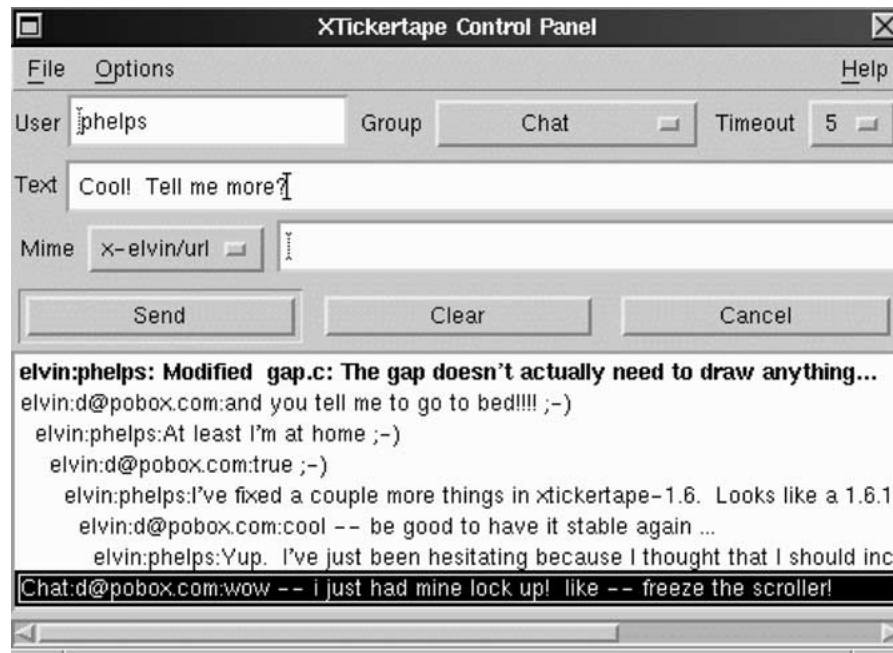 XTickertape Control Panel
File Options Help
User phelps Group Chat Timeout 5
Text Cool! Tell me more?
Mime x-elvin/url
Send Clear Cancel
elvin:phelps: Modified gap.c: The gap doesn't actually need to draw anything...
elvin:d@pobox.com:and you tell me to go to bed!!!! ;-)
elvin:phelps:At least I'm at home ;-)
elvin:d@pobox.com:true ;-)
elvin:phelps:I've fixed a couple more things in xtickertape-1.6. Looks like a 1.6.1
elvin:d@pobox.com:cool -- be good to have it stable again ...
elvin:phelps:Yup. I've just been hesitating because I thought that I should inc
Chat:d@pobox.com:wow -- i just had mine lock up! like -- freeze the scroller!